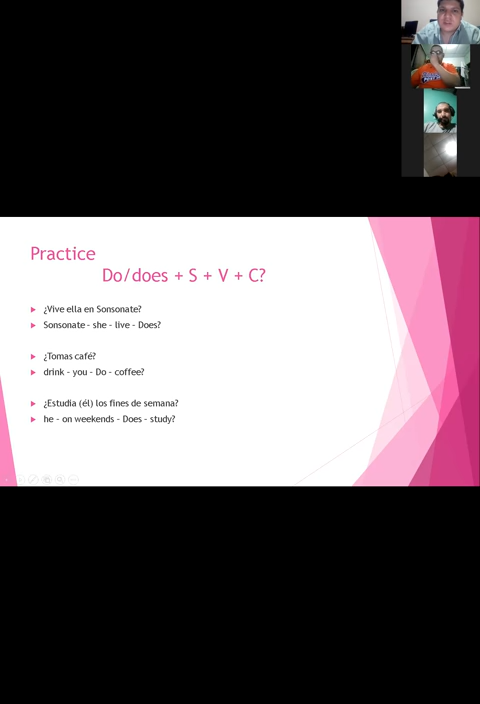 Practice
Do/does + S + V + C?
¿Vive ella en Sonsonate?
Sonsonate - she - live - Does?
¿Tomas café?
drink - you - Do - coffee?
¿Estudia (él) los fines de semana?
he - on weekends - Does - study?